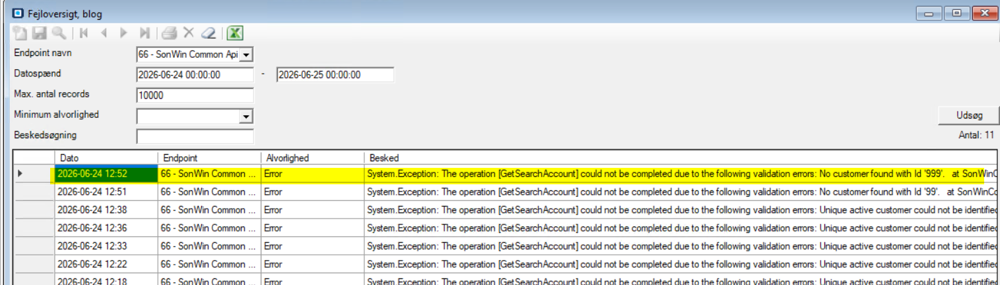 Fejloversigt, blog
Endpoint navn 66 - SonWin Common Api
Datospænd 2026-06-24 00:00:00 - 2026-06-25 00:00:00
Max. antal records 10000
Minimum alvorlighed Udsøg
Beskedsøgning Antal: 11
Dato Endpoint Alvorlighed Besked
2026-06-24 12:52 66 - SonWin Common ... Error System.Exception: The operation [GetSearchAccount] could not be completed due to the following validation errors: No customer found with Id '999'. at SonWinC
2026-06-24 12:51 66 - SonWin Common ... Error System.Exception: The operation [GetSearchAccount] could not be completed due to the following validation errors: No customer found with Id '99'. at SonWinCo
2026-06-24 12:38 66 - SonWin Common ... Error System.Exception: The operation [GetSearchAccount] could not be completed due to the following validation errors: Unique active customer could not be identified
2026-06-24 12:36 66 - SonWin Common ... Error System.Exception: The operation [GetSearchAccount] could not be completed due to the following validation errors: Unique active customer could not be identified
2026-06-24 12:33 66 - SonWin Common ... Error System.Exception: The operation [GetSearchAccount] could not be completed due to the following validation errors: Unique active customer could not be identified
2026-06-24 12:22 66 - SonWin Common ... Error System.Exception: The operation [GetSearchAccount] could not be completed due to the following validation errors: Unique active customer could not be identified
2026-06-24 12:18 66 - SonWin Common ... Error System.Exception: The operation [GetSearchAccount] could not be completed due to the following validation errors: Unique active customer could not be identified